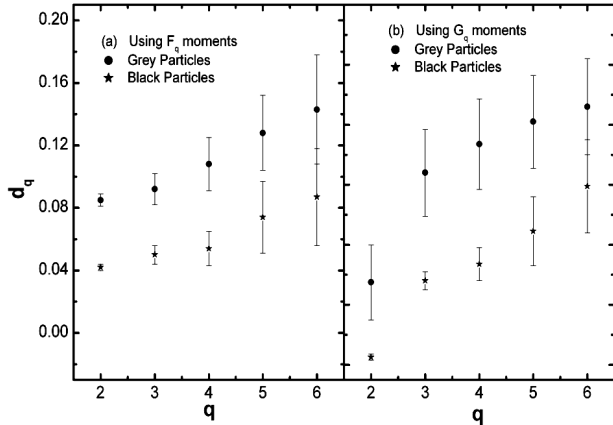 0.20
0.16
0.12
0.08
0.04
0.00
d_q
(a) Using F_q moments
Grey Particles
Black Particles
2 3 4 5 6
q
(b) Using G_q moments
Grey Particles
Black Particles
2 3 4 5 6
q